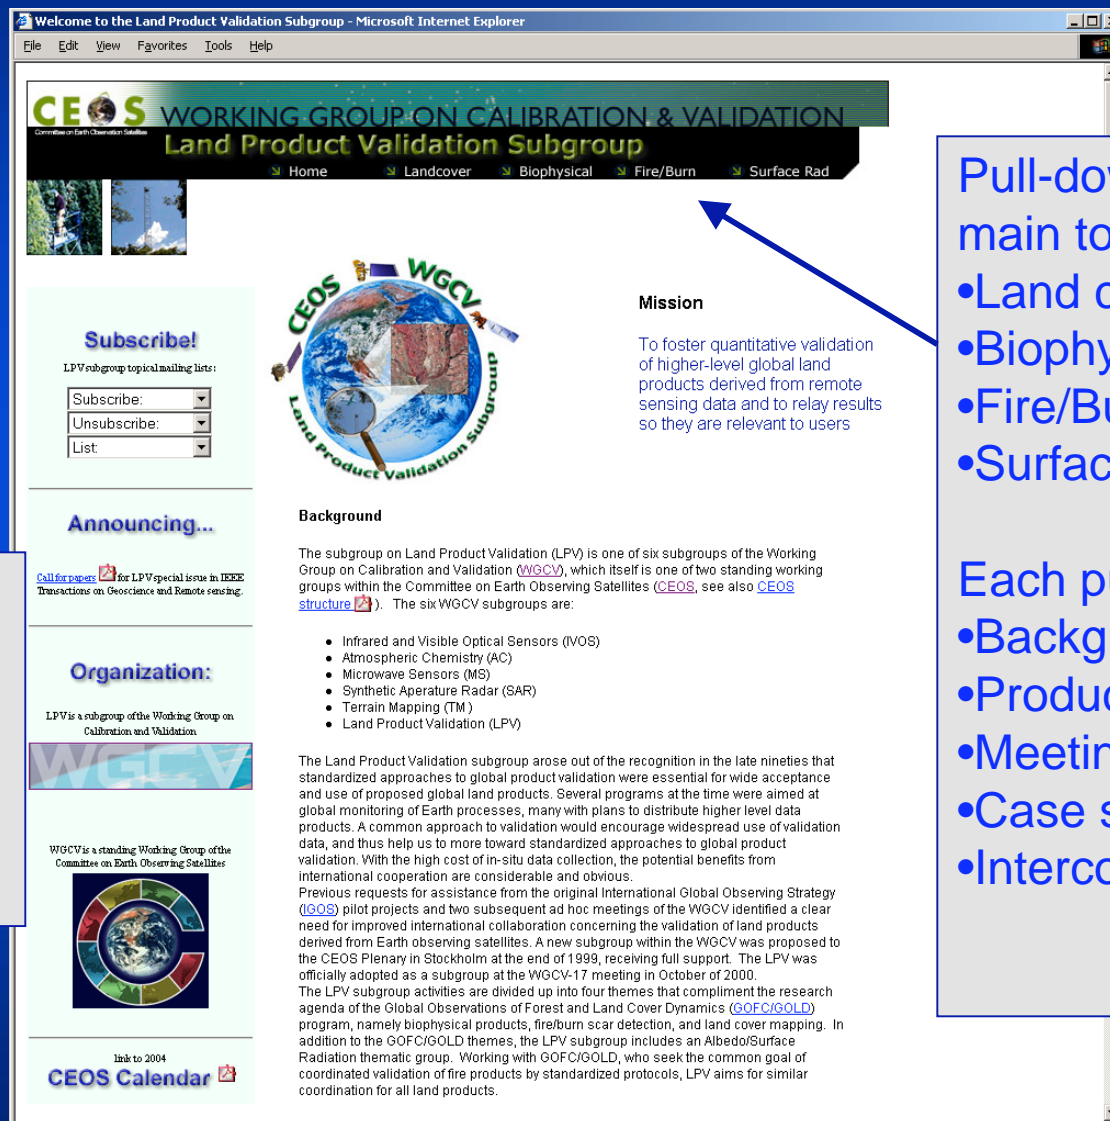 Welcome to the Land Product Validation Subgroup - Microsoft Internet Explorer
File Edit View Favorites Tools Help
CEOS WORKING GROUP ON CALIBRATION & VALIDATION
Committee on Earth Observation Satellites
Land Product Validation Subgroup
Home Landcover Biophysical Fire/Burn Surface Rad
Subscribe!
LPV subgroup topical mailing lists:
Subscribe:
Unsubscribe:
List:
Announcing...
Call for papers for LPV special issue in IEEE
Transactions on Geoscience and Remote sensing.
Organization:
LPV is a subgroup of the Working Group on
Calibration and Validation
WGCV
WGCV is a standing Working Group of the
Committee on Earth Observing Satellites
link to 2004
CEOS Calendar
CEOS WGCV
Land Product Validation Subgroup
Mission
To foster quantitative validation
of higher-level global land
products derived from remote
sensing data and to relay results
so they are relevant to users
Background
The subgroup on Land Product Validation (LPV) is one of six subgroups of the Working
Group on Calibration and Validation (WGCV), which itself is one of two standing working
groups within the Committee on Earth Observing Satellites (CEOS, see also CEOS
structure ). The six WGCV subgroups are:
• Infrared and Visible Optical Sensors (IVOS)
• Atmospheric Chemistry (AC)
• Microwave Sensors (MS)
• Synthetic Aperature Radar (SAR)
• Terrain Mapping (TM )
• Land Product Validation (LPV)
The Land Product Validation subgroup arose out of the recognition in the late nineties that
standardized approaches to global product validation were essential for wide acceptance
and use of proposed global land products. Several programs at the time were aimed at
global monitoring of Earth processes, many with plans to distribute higher level data
products. A common approach to validation would encourage widespread use of validation
data, and thus help us to more toward standardized approaches to global product
validation. With the high cost of in-situ data collection, the potential benefits from
international cooperation are considerable and obvious.
Previous requests for assistance from the original International Global Observing Strategy
(IGOS) pilot projects and two subsequent ad hoc meetings of the WGCV identified a clear
need for improved international collaboration concerning the validation of land products
derived from Earth observing satellites. A new subgroup within the WGCV was proposed to
the CEOS Plenary in Stockholm at the end of 1999, receiving full support. The LPV was
officially adopted as a subgroup at the WGCV-17 meeting in October of 2000.
The LPV subgroup activities are divided up into four themes that compliment the research
agenda of the Global Observations of Forest and Land Cover Dynamics (GOFC/GOLD)
program, namely biophysical products, fire/burn scar detection, and land cover mapping. In
addition to the GOFC/GOLD themes, the LPV subgroup includes an Albedo/Surface
Radiation thematic group. Working with GOFC/GOLD, who seek the common goal of
coordinated validation of fire products by standardized protocols, LPV aims for similar
coordination for all land products.
Pull-do
main to
•Land c
•Biophy
•Fire/Bu
•Surfac
Each pu
•Backg
•Produc
•Meetin
•Case s
•Interco